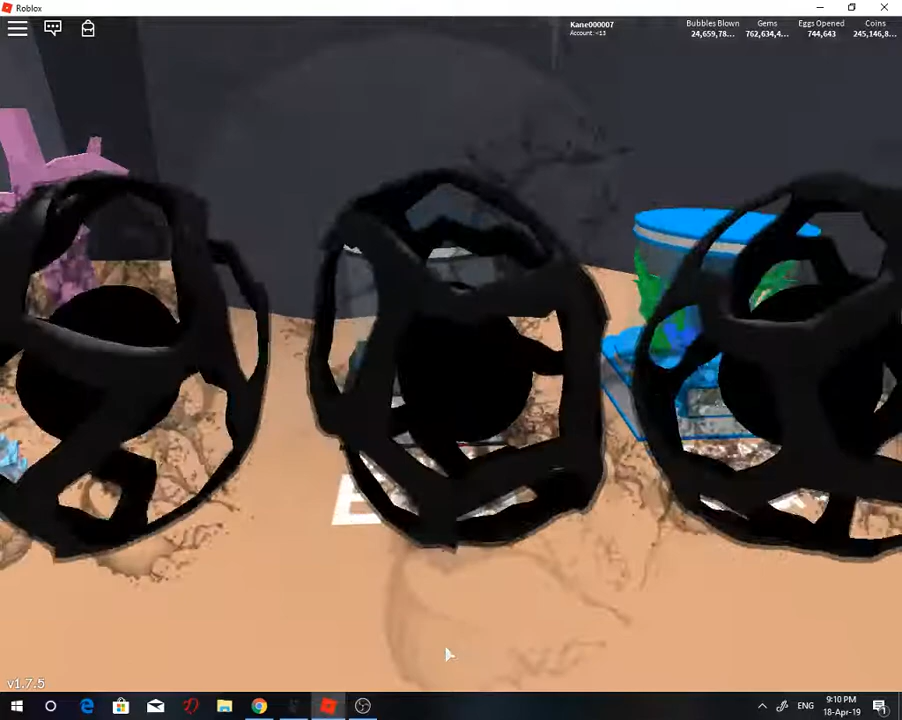 Roblox
Kane000007
Account: <13
Bubbles Blown
24,659,78...
Gems
762,634,4...
Eggs Opened
744,643
Coins
245,146,8...
E
v1.7.5
ENG
9:10 PM
18-Apr-19